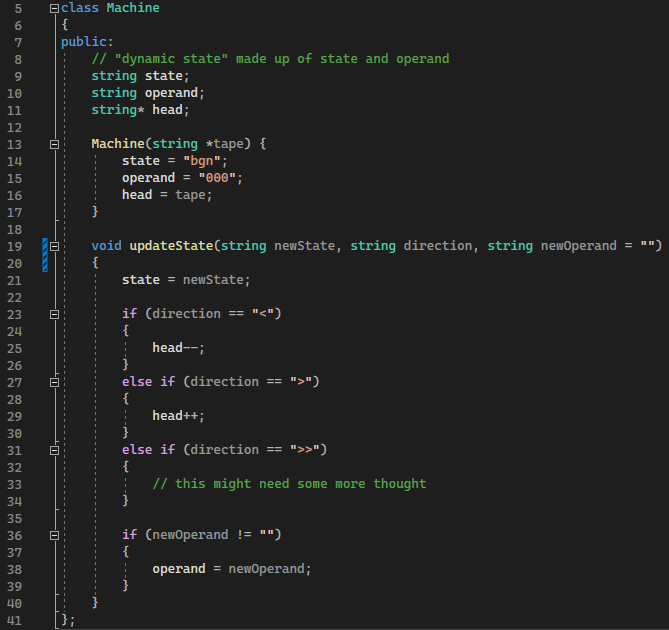 5 class Machine
6 {
7 public:
8 // "dynamic state" made up of state and operand
9 string state;
10 string operand;
11 string* head;
12
13 Machine(string *tape) {
14 state = "bgn";
15 operand = "000";
16 head = tape;
17 }
18
19 void updateState(string newState, string direction, string newOperand = "")
20 {
21 state = newState;
22
23 if (direction == "<")
24 {
25 head--;
26 }
27 else if (direction == ">")
28 {
29 head++;
30 }
31 else if (direction == ">>")
32 {
33 // this might need some more thought
34 }
35
36 if (newOperand != "")
37 {
38 operand = newOperand;
39 }
40 }
41 };